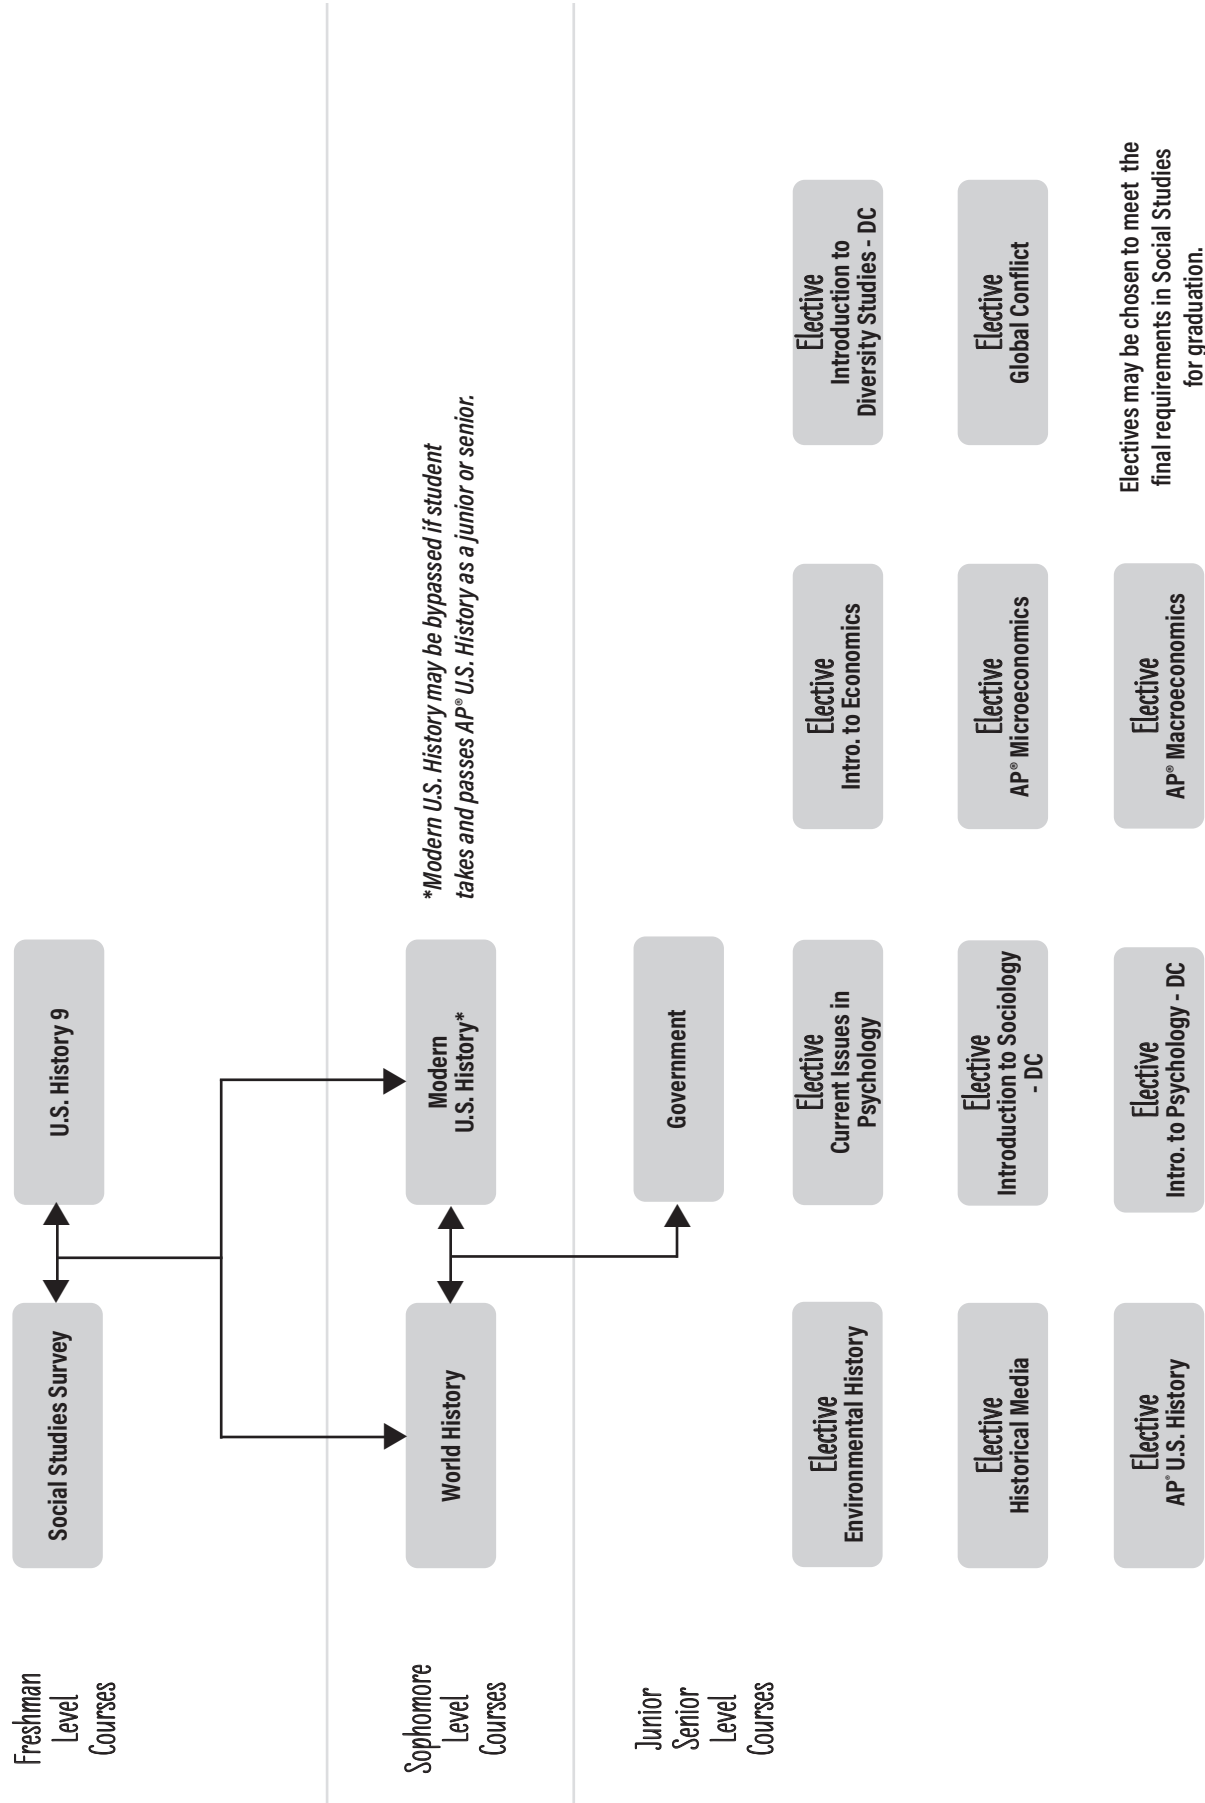 Freshman
Level
Courses
Social Studies Survey
U.S. History 9
Sophomore
Level
Courses
World History
Modern
U.S. History*
*Modern U.S. History may be bypassed if student
takes and passes AP® U.S. History as a junior or senior.
Junior
Senior
Level
Courses
Government
Elective
Environmental History
Elective
Current Issues in
Psychology
Elective
Intro. to Economics
Elective
Introduction to
Diversity Studies - DC
Elective
Historical Media
Elective
Introduction to Sociology
- DC
Elective
AP® Microeconomics
Elective
Global Conflict
Elective
AP® U.S. History
Elective
Intro. to Psychology - DC
Elective
AP® Macroeconomics
Electives may be chosen to meet the
final requirements in Social Studies
for graduation.